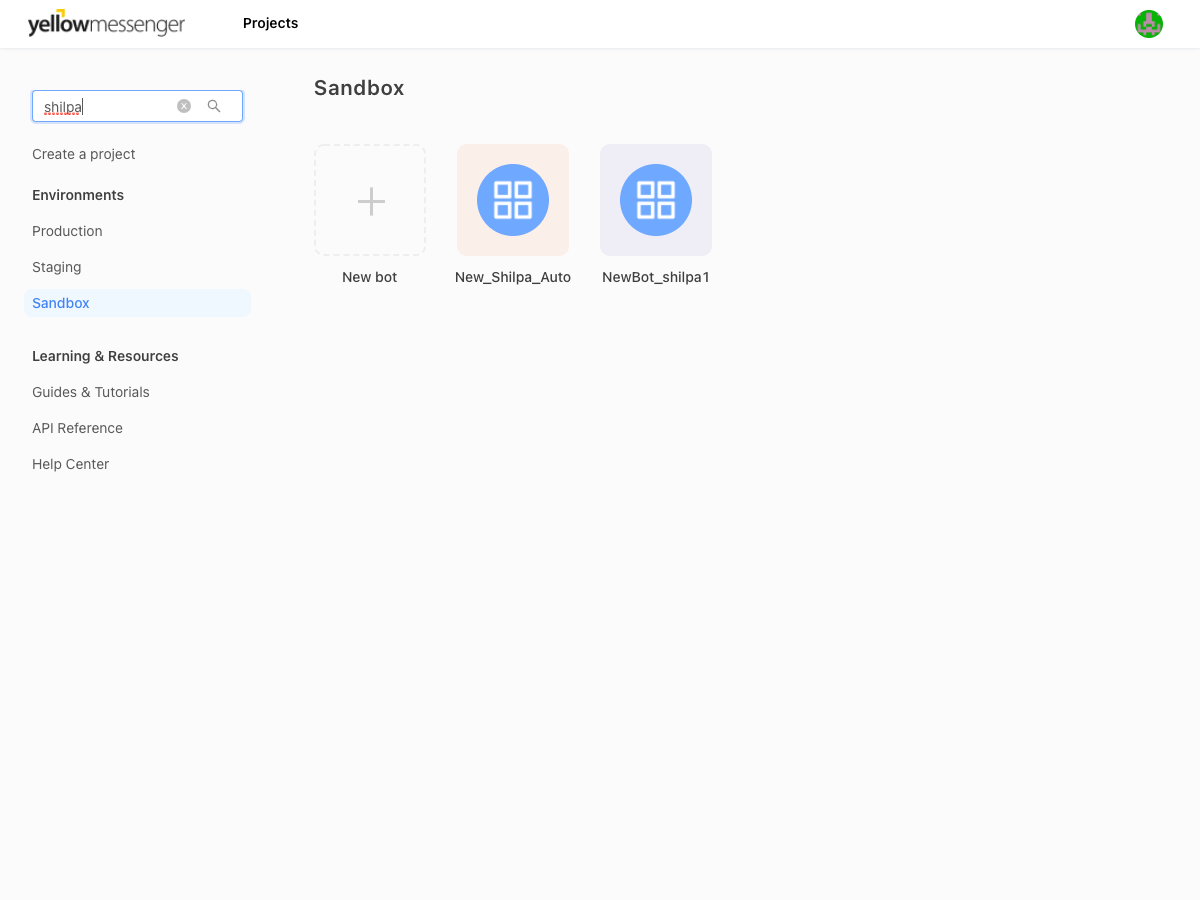 yellowmessenger
Projects
shilpa
Create a project
Environments
Production
Staging
Sandbox
Learning & Resources
Guides & Tutorials
API Reference
Help Center
Sandbox
New bot
New_Shilpa_Auto
NewBot_shilpa1